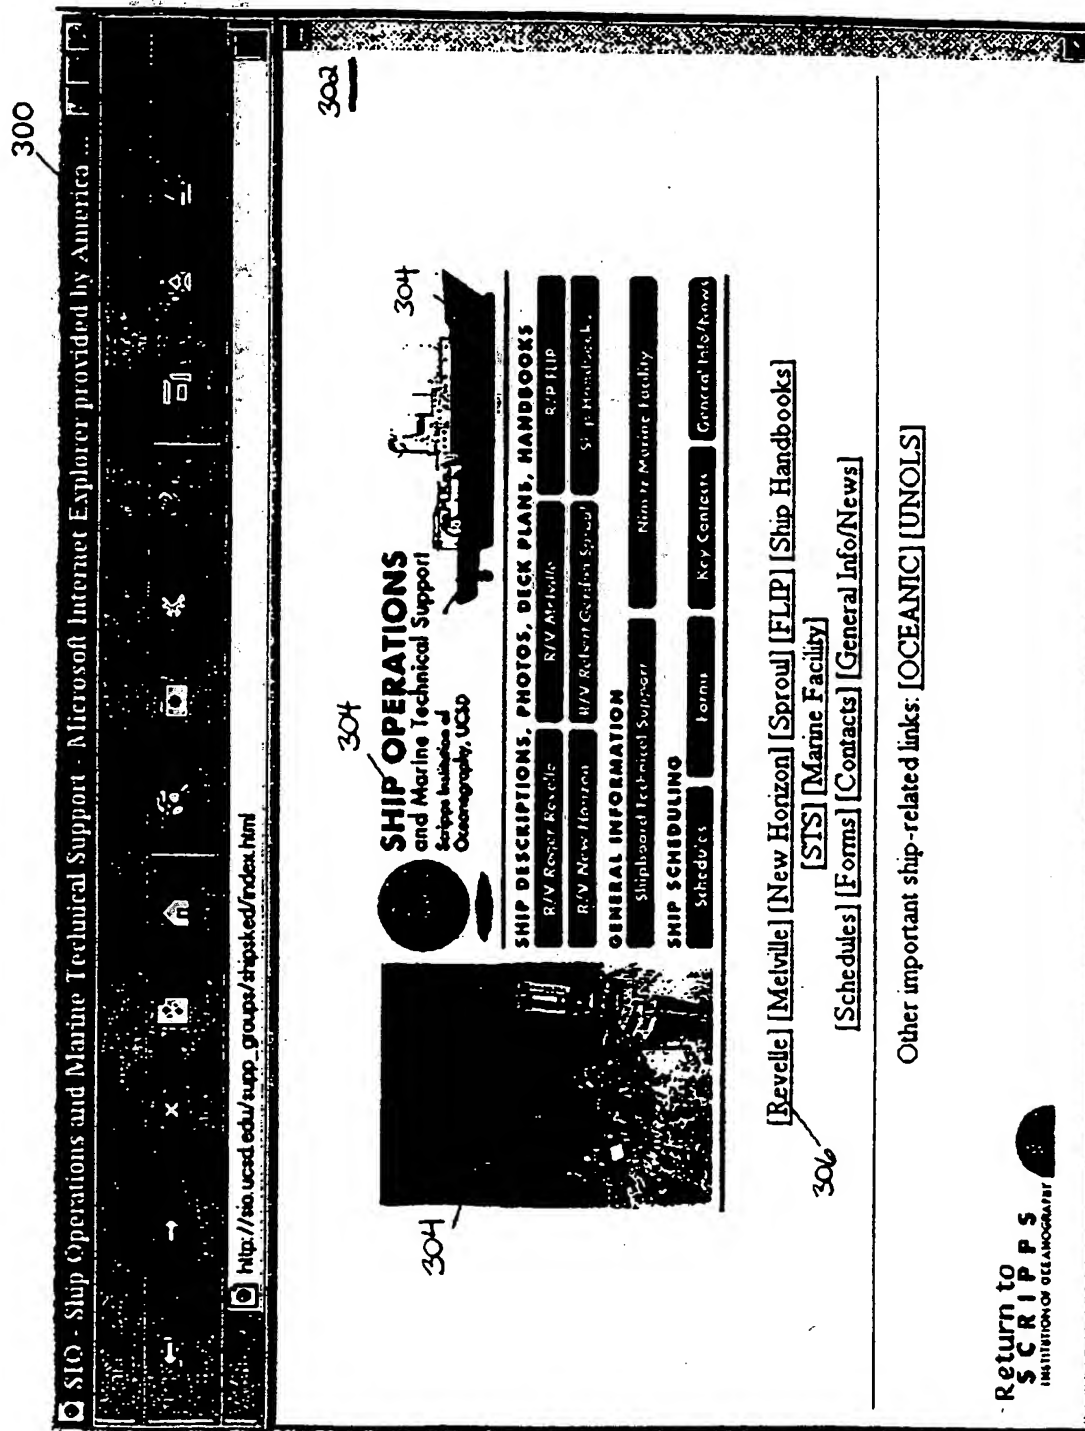 300
SIO - Ship Operations and Marine Technical Support - Microsoft Internet Explorer provided by America ...
http://sio.ucsd.edu/supp_groups/shipsked/index.html
302
304
304
304
SHIP OPERATIONS
and Marine Technical Support
Scripps Institution of
Oceanography, UCSD
SHIP DESCRIPTIONS, PHOTOS, DECK PLANS, HANDBOOKS
R/V Roger Revelle
R/V Melville
R/P FLIP
R/V New Horizon
R/V Robert Gordon Sproul
Ship Handbooks
GENERAL INFORMATION
Shipboard Technical Support
Nimitz Marine Facility
SHIP SCHEDULING
Schedules
Forms
Key Contacts
General Info/News
[Revelle] [Melville] [New Horizon] [Sproul] [FLIP] [Ship Handbooks]
[STS] [Marine Facility]
[Schedules] [Forms] [Contacts] [General Info/News]
306
Other important ship-related links: [OCEANIC] [UNOLS]
Return to
SCRIPPS
INSTITUTION OF OCEANOGRAPHY